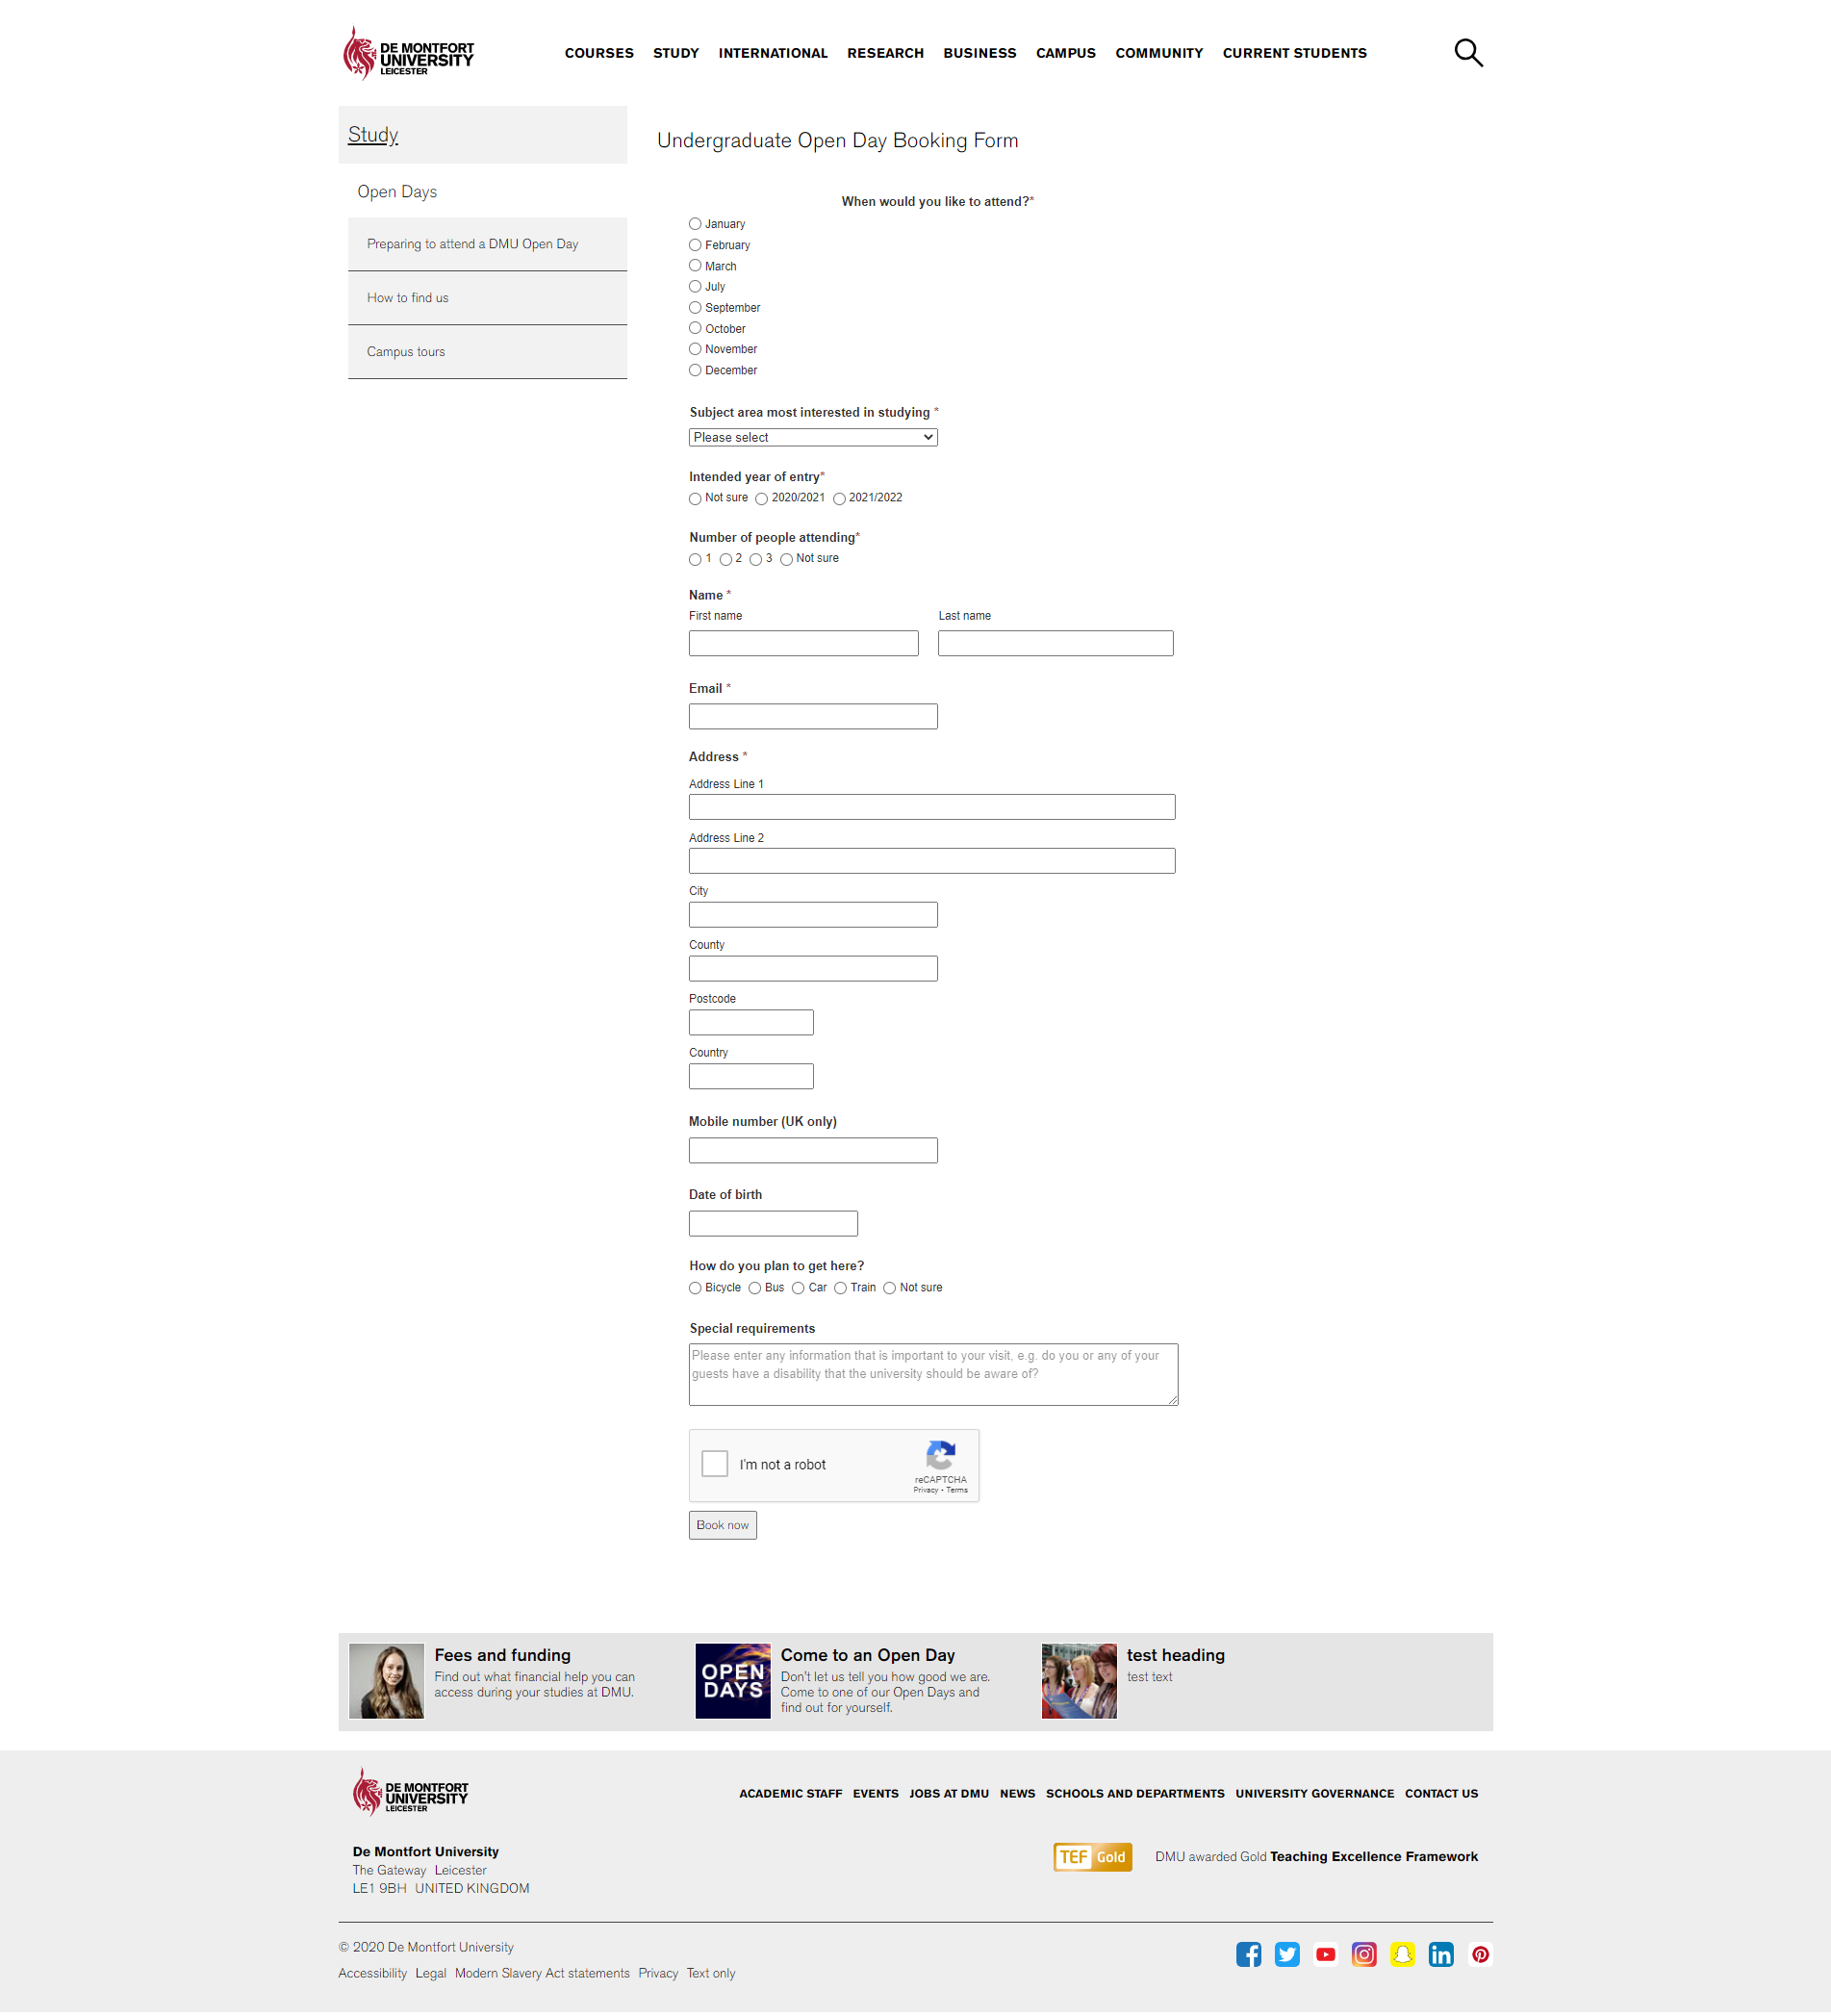 DE MONTFORT
UNIVERSITY
LEICESTER
COURSES STUDY INTERNATIONAL RESEARCH BUSINESS CAMPUS COMMUNITY CURRENT STUDENTS
Study
Open Days
Preparing to attend a DMU Open Day
How to find us
Campus tours
Undergraduate Open Day Booking Form
When would you like to attend?*
January
February
March
July
September
October
November
December
Subject area most interested in studying *
Please select
Intended year of entry*
Not sure 2020/2021 2021/2022
Number of people attending*
1 2 3 Not sure
Name *
First name Last name
Email *
Address *
Address Line 1
Address Line 2
City
County
Postcode
Country
Mobile number (UK only)
Date of birth
How do you plan to get here?
Bicycle Bus Car Train Not sure
Special requirements
Please enter any information that is important to your visit, e.g. do you or any of your
guests have a disability that the university should be aware of?
I'm not a robot
reCAPTCHA
Privacy • Terms
Book now
Fees and funding
Find out what financial help you can
access during your studies at DMU.
OPEN
DAYS
Come to an Open Day
Don't let us tell you how good we are.
Come to one of our Open Days and
find out for yourself.
test heading
test text
DE MONTFORT
UNIVERSITY
LEICESTER
ACADEMIC STAFF EVENTS JOBS AT DMU NEWS SCHOOLS AND DEPARTMENTS UNIVERSITY GOVERNANCE CONTACT US
De Montfort University
The Gateway Leicester
LE1 9BH UNITED KINGDOM
TEF Gold
DMU awarded Gold Teaching Excellence Framework
© 2020 De Montfort University
Accessibility Legal Modern Slavery Act statements Privacy Text only